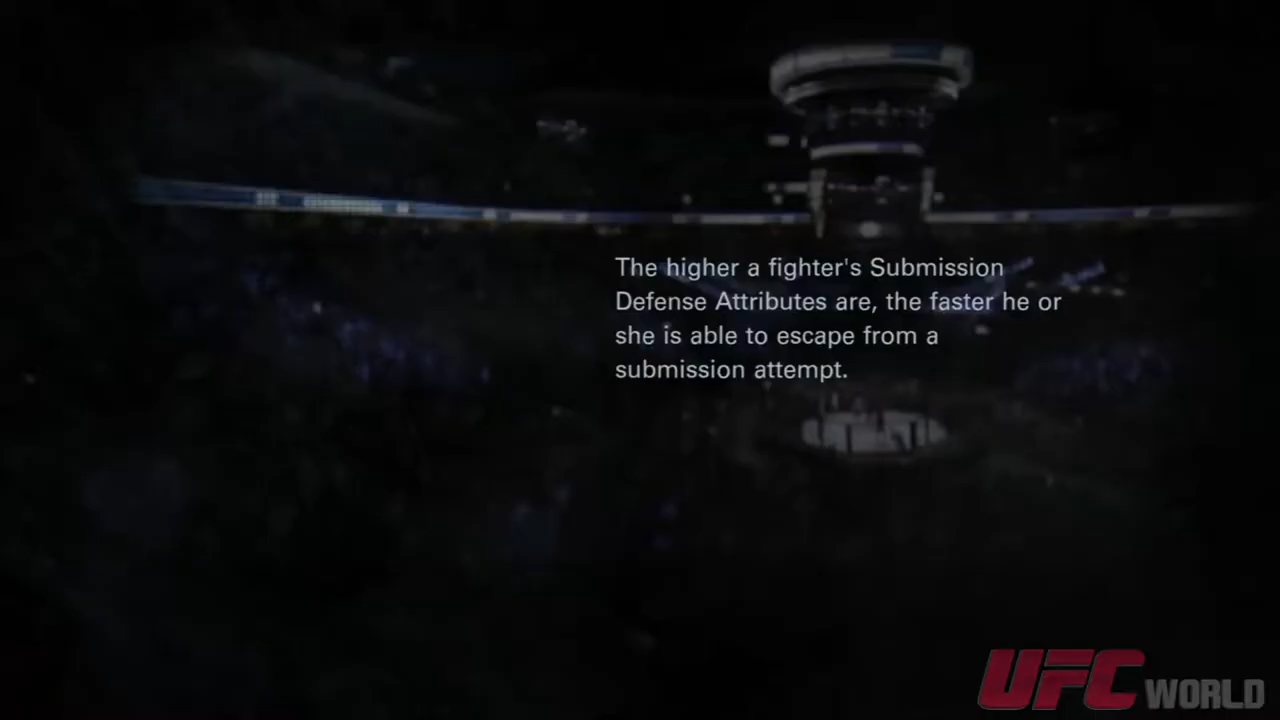 The higher a fighter's Submission
Defense Attributes are, the faster he or
she is able to escape from a
submission attempt.
UFC WORLD